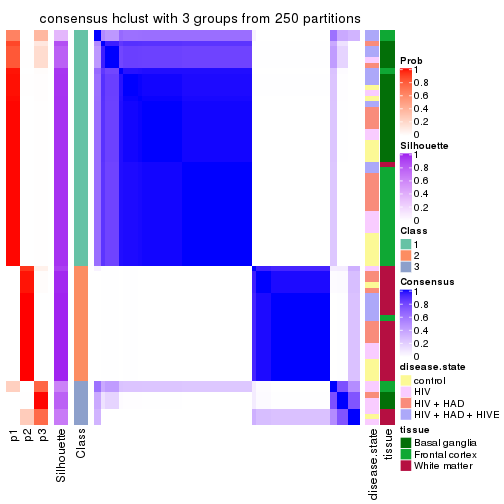 consensus hclust with 3 groups from 250 partitions
Prob
1
0.8
0.6
0.4
0.2
0
Silhouette
1
0.8
0.6
0.4
0.2
0
Class
1
2
3
Consensus
1
0.8
0.6
0.4
0.2
0
disease.state
control
HIV
HIV + HAD
HIV + HAD + HIVE
tissue
Basal ganglia
Frontal cortex
White matter
p1
p2
p3
Silhouette
Class
disease.state
tissue